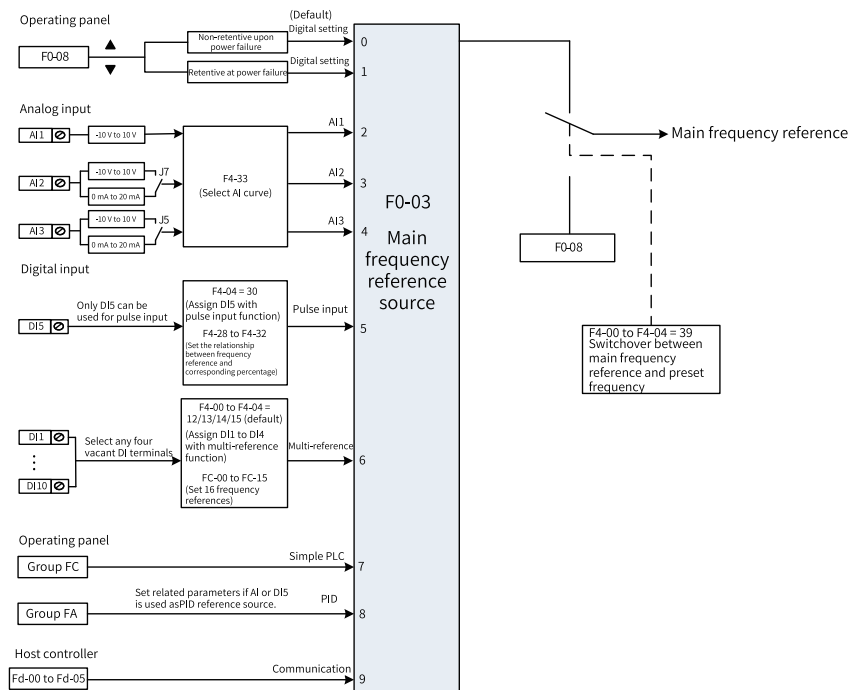 Operating panel
F0-08
▲
▼
Non-retentive upon
power failure
Retentive at power failure
(Default)
Digital setting
0
Digital setting
1
Analog input
AI1
-10 V to 10 V
AI2
-10 V to 10 V
0 mA to 20 mA
J7
AI3
-10 V to 10 V
0 mA to 20 mA
J5
F4-33
(Select AI curve)
AI1
2
AI2
3
AI3
4
Digital input
DI5
Only DI5 can be
used for pulse input
F4-04 = 30
(Assign DI5 with
pulse input function)
F4-28 to F4-32
(Set the relationship
between frequency
reference and
corresponding percentage)
Pulse input
5
DI1
⋮
DI10
Select any four
vacant DI terminals
F4-00 to F4-04 =
12/13/14/15 (default)
(Assign DI1 to DI4
with multi-reference
function)
FC-00 to FC-15
(Set 16 frequency
references)
Multi-reference
6
Operating panel
Group FC
Simple PLC
7
Group FA
Set related parameters if AI or DI5
is used asPID reference source.
PID
8
Host controller
Fd-00 to Fd-05
Communication
9
F0-03
Main
frequency
reference
source
Main frequency reference
F0-08
F4-00 to F4-04 = 39
Switchover between
main frequency
reference and preset
frequency